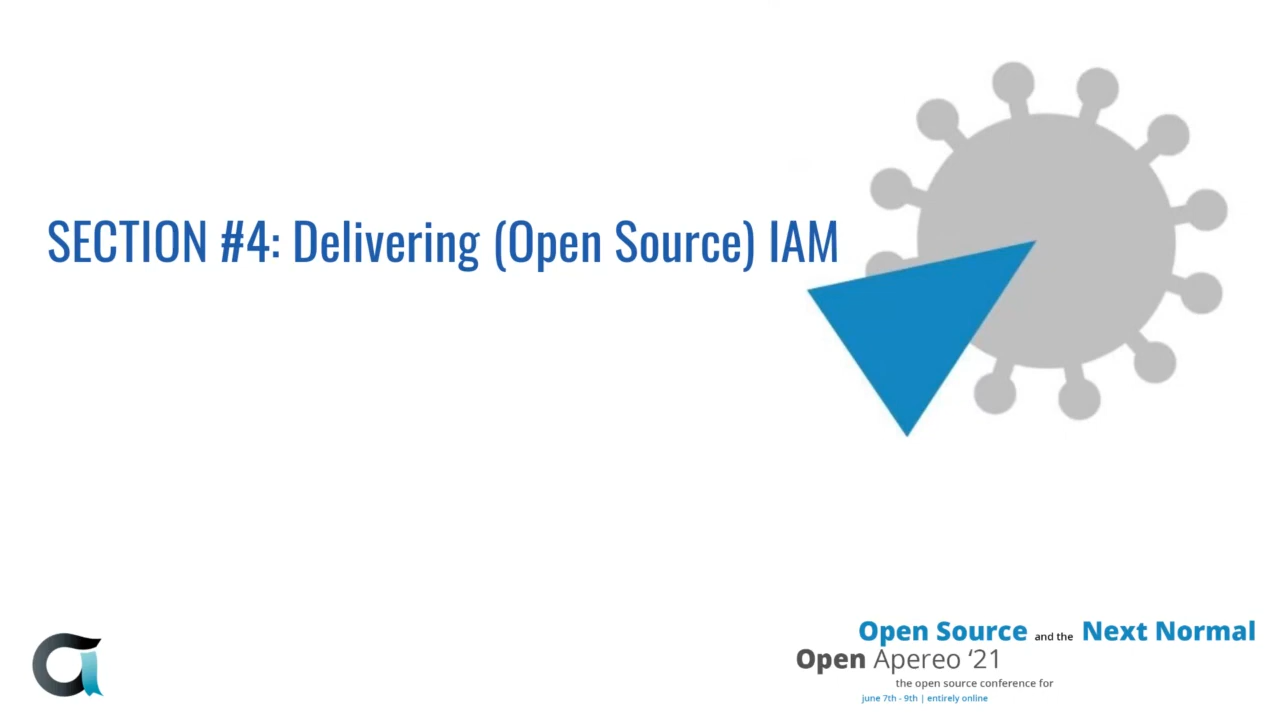 SECTION #4: Delivering (Open Source) IAM
Open Source and the Next Normal
Open Apereo ‘21
the open source conference for
june 7th - 9th | entirely online